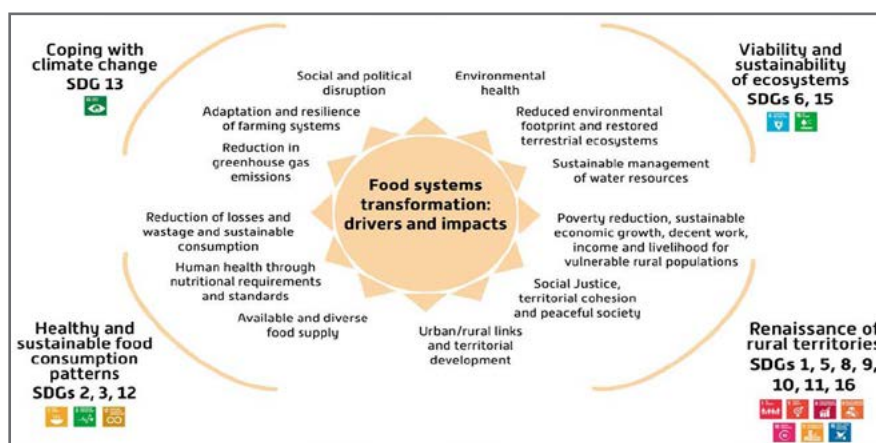 Coping with
climate change
SDG 13
Social and political
disruption
Environmental
health
Viability and
sustainability
of ecosystems
SDGs 6, 15
Adaptation and resilience
of farming systems
Reduced environmental
footprint and restored
terrestrial ecosystems
Reduction in
greenhouse gas
emissions
Sustainable management
of water resources
Food systems
transformation:
drivers and impacts
Reduction of losses and
wastage and sustainable
consumption
Poverty reduction, sustainable
economic growth, decent work,
income and livelihood for
vulnerable rural populations
Human health through
nutritional requirements
and standards
Social Justice,
territorial cohesion
and peaceful society
Available and diverse
food supply
Urban/rural links
and territorial
development
Healthy and
sustainable food
consumption
patterns
SDGs 2, 3, 12
Renaissance of
rural territories
SDGs 1, 5, 8, 9,
10, 11, 16